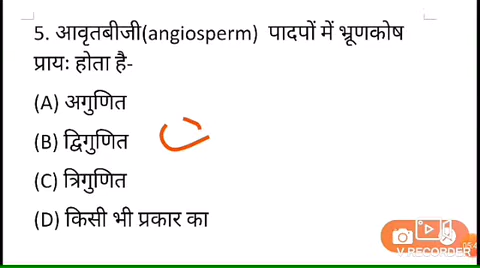 5. आवृतबीजी(angiosperm) पादपों में भ्रूणकोष
प्रायः होता है-
(A) अगुणित
(B) द्विगुणित
(C) त्रिगुणित
(D) किसी भी प्रकार का
V RECORDER